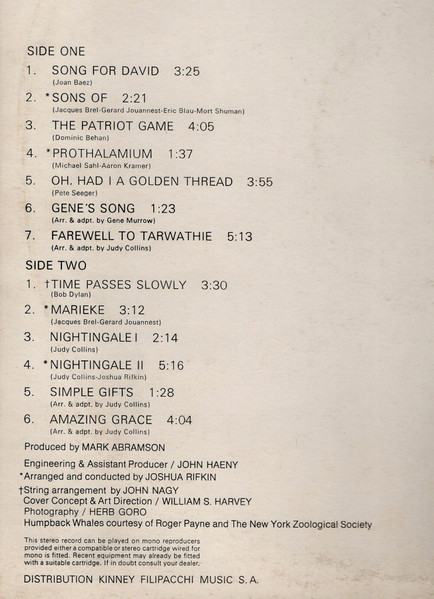 SIDE ONE
1. SONG FOR DAVID 3:25
(Joan Baez)
2. *SONS OF 2:21
(Jacques Brel-Gerard Jouannest-Eric Blau-Mort Shuman)
3. THE PATRIOT GAME 4:05
(Dominic Behan)
4. *PROTHALAMIUM 1:37
(Michael Sahl-Aaron Kramer)
5. OH, HAD I A GOLDEN THREAD 3:55
(Pete Seeger)
6. GENE'S SONG 1:23
(Arr. & adpt. by Gene Murrow)
7. FAREWELL TO TARWATHIE 5:13
(Arr. & adpt. by Judy Collins)
SIDE TWO
1. †TIME PASSES SLOWLY 3:30
(Bob Dylan)
2. *MARIEKE 3:12
(Jacques Brel-Gerard Jouannest)
3. NIGHTINGALE I 2:14
(Judy Collins)
4. *NIGHTINGALE II 5:16
(Judy Collins-Joshua Rifkin)
5. SIMPLE GIFTS 1:28
(Arr. & adpt. by Judy Collins)
6. AMAZING GRACE 4:04
(Arr. & adpt. by Judy Collins)
Produced by MARK ABRAMSON
Engineering & Assistant Producer / JOHN HAENY
*Arranged and conducted by JOSHUA RIFKIN
†String arrangement by JOHN NAGY
Cover Concept & Art Direction / WILLIAM S. HARVEY
Photography / HERB GORO
Humpback Whales courtesy of Roger Payne and The New York Zoological Society
This stereo record can be played on mono reproducers
provided either a compatible or stereo cartridge wired for
mono is fitted. Recent equipment may already be fitted
with a suitable cartridge. If in doubt consult your dealer.
DISTRIBUTION KINNEY FILIPACCHI MUSIC S.A.